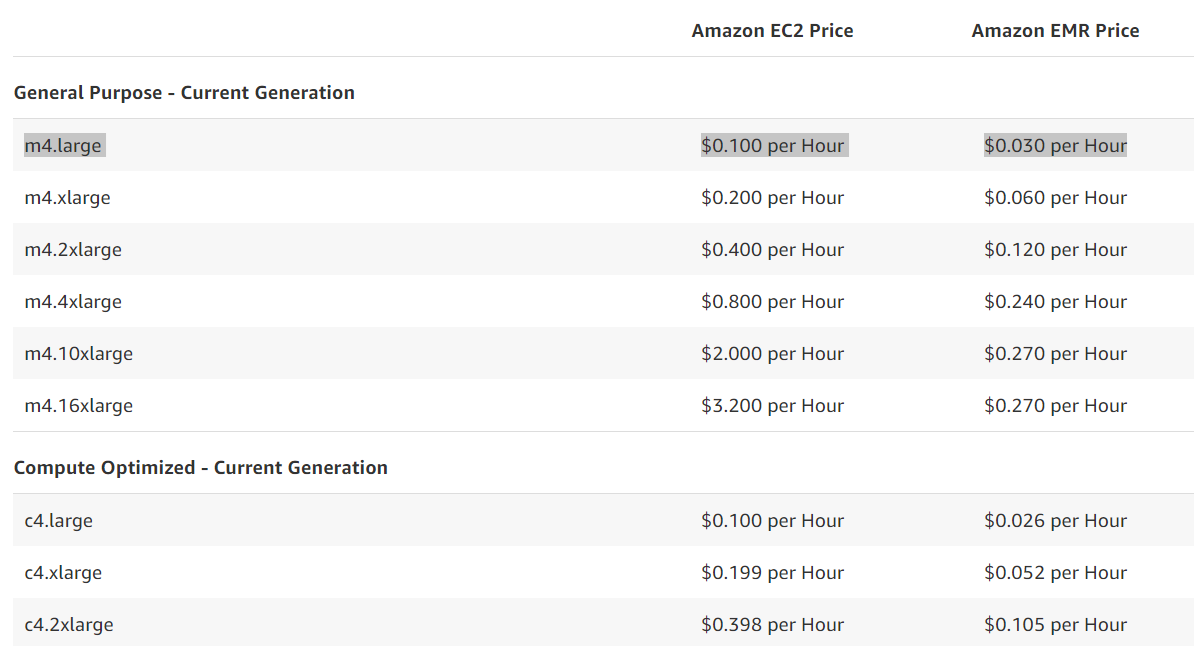 Amazon EC2 Price Amazon EMR Price
General Purpose - Current Generation
m4.large $0.100 per Hour $0.030 per Hour
m4.xlarge $0.200 per Hour $0.060 per Hour
m4.2xlarge $0.400 per Hour $0.120 per Hour
m4.4xlarge $0.800 per Hour $0.240 per Hour
m4.10xlarge $2.000 per Hour $0.270 per Hour
m4.16xlarge $3.200 per Hour $0.270 per Hour
Compute Optimized - Current Generation
c4.large $0.100 per Hour $0.026 per Hour
c4.xlarge $0.199 per Hour $0.052 per Hour
c4.2xlarge $0.398 per Hour $0.105 per Hour